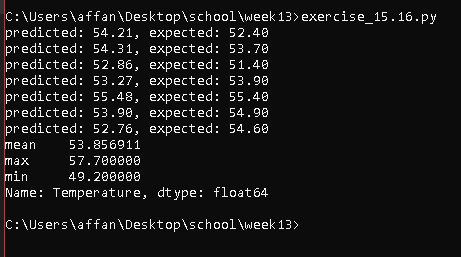 C:\Users\affan\Desktop\school\week13>exercise_15.16.py
predicted: 54.21, expected: 52.40
predicted: 54.31, expected: 53.70
predicted: 52.86, expected: 51.40
predicted: 53.27, expected: 53.90
predicted: 55.48, expected: 55.40
predicted: 53.90, expected: 54.90
predicted: 52.76, expected: 54.60
mean    53.856911
max     57.700000
min     49.200000
Name: Temperature, dtype: float64
C:\Users\affan\Desktop\school\week13>